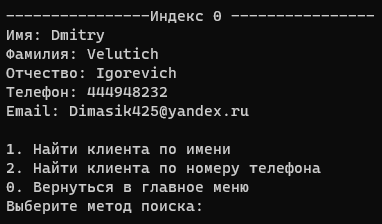 ----------------Индекс 0 ----------------
Имя: Dmitry
Фамилия: Velutich
Отчество: Igorevich
Телефон: 444948232
Email: Dimasik425@yandex.ru
1. Найти клиента по имени
2. Найти клиента по номеру телефона
0. Вернуться в главное меню
Выберите метод поиска: